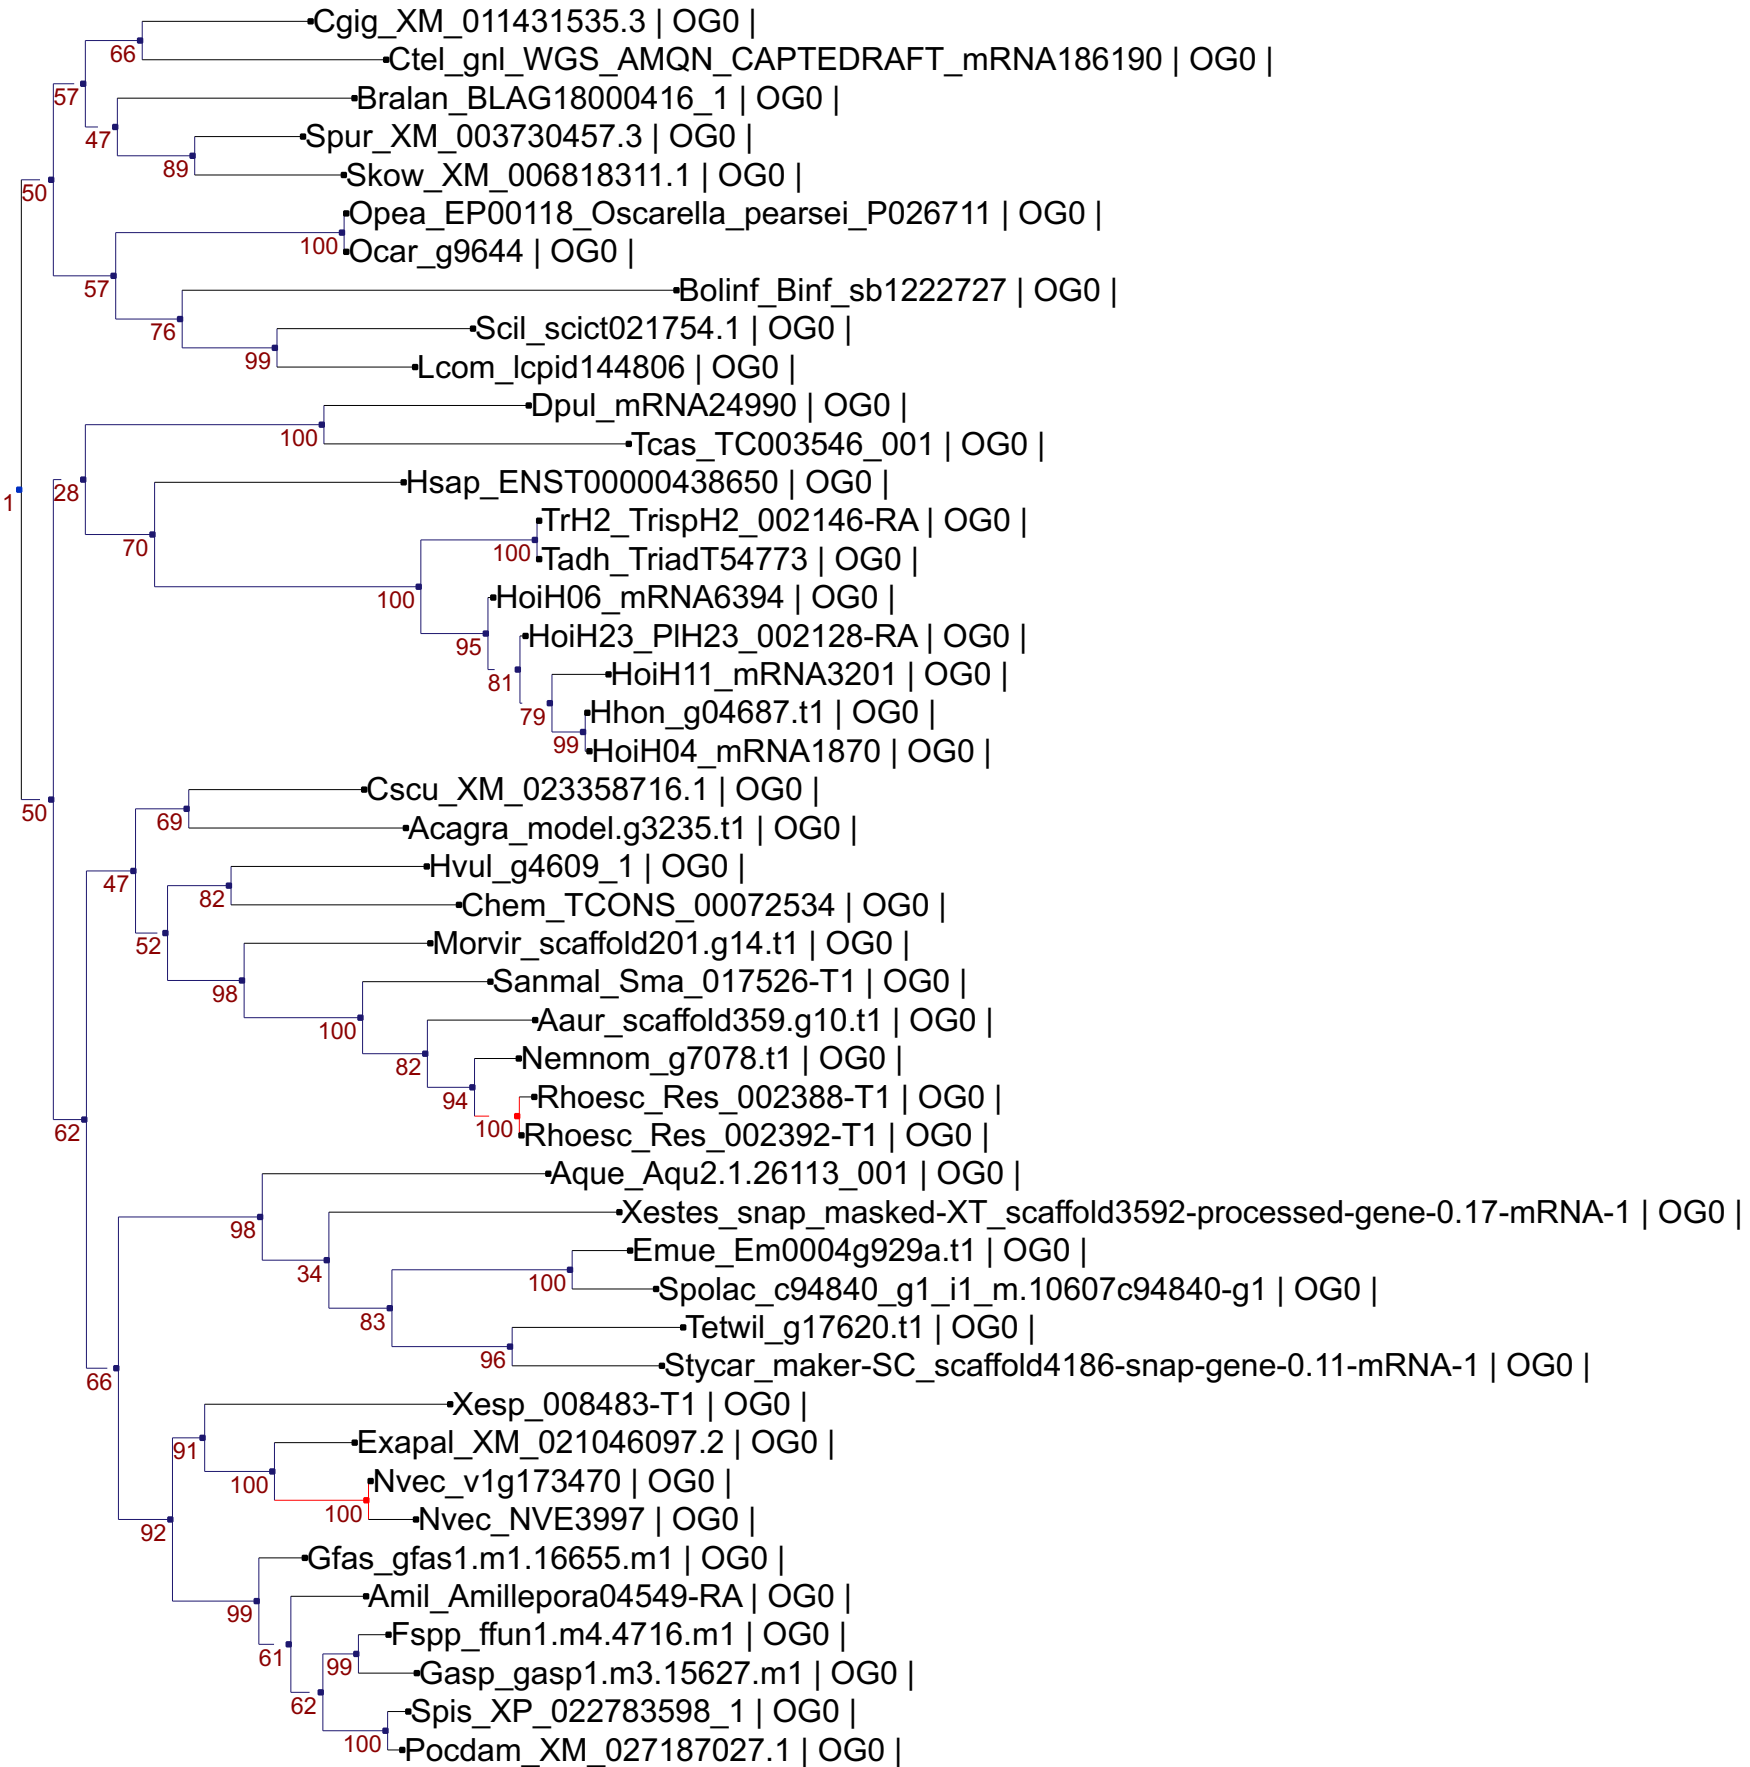 Cgig_XM_011431535.3 | OG0 |
66
Ctel_gnl_WGS_AMQN_CAPTEDRAFT_mRNA186190 | OG0 |
57
Bralan_BLAG18000416_1 | OG0 |
47
Spur_XM_003730457.3 | OG0 |
89
Skow_XM_006818311.1 | OG0 |
50
Opea_EP00118_Oscarella_pearsei_P026711 | OG0 |
100
Ocar_g9644 | OG0 |
57
Bolinf_Binf_sb1222727 | OG0 |
76
Scil_scict021754.1 | OG0 |
99
Lcom_lcpid144806 | OG0 |
Dpul_mRNA24990 | OG0 |
100
Tcas_TC003546_001 | OG0 |
Hsap_ENST00000438650 | OG0 |
28
1
TrH2_TrispH2_002146-RA | OG0 |
70
100
Tadh_TriadT54773 | OG0 |
100
HoiH06_mRNA6394 | OG0 |
HoiH23_PlH23_002128-RA | OG0 |
95
HoiH11_mRNA3201 | OG0 |
81
Hhon_g04687.t1 | OG0 |
79
99
HoiH04_mRNA1870 | OG0 |
Cscu_XM_023358716.1 | OG0 |
50
69
Acagra_model.g3235.t1 | OG0 |
Hvul_g4609_1 | OG0 |
47
82
Chem_TCONS_00072534 | OG0 |
52
Morvir_scaffold201.g14.t1 | OG0 |
98
Sanmal_Sma_017526-T1 | OG0 |
100
Aaur_scaffold359.g10.t1 | OG0 |
82
Nemnom_g7078.t1 | OG0 |
94
Rhoesc_Res_002388-T1 | OG0 |
100
62
Rhoesc_Res_002392-T1 | OG0 |
Aque_Aqu2.1.26113_001 | OG0 |
98
Xestes_snap_masked-XT_scaffold3592-processed-gene-0.17-mRNA-1 | OG0 |
34
Emue_Em0004g929a.t1 | OG0 |
100
Spolac_c94840_g1_i1_m.10607c94840-g1 | OG0 |
83
Tetwil_g17620.t1 | OG0 |
96
Stycar_maker-SC_scaffold4186-snap-gene-0.11-mRNA-1 | OG0 |
66
Xesp_008483-T1 | OG0 |
91
Exapal_XM_021046097.2 | OG0 |
100
Nvec_v1g173470 | OG0 |
100
Nvec_NVE3997 | OG0 |
92
Gfas_gfas1.m1.16655.m1 | OG0 |
99
Amil_Amillepora04549-RA | OG0 |
Fspp_ffun1.m4.4716.m1 | OG0 |
61
99
Gasp_gasp1.m3.15627.m1 | OG0 |
62
Spis_XP_022783598_1 | OG0 |
100
Pocdam_XM_027187027.1 | OG0 |